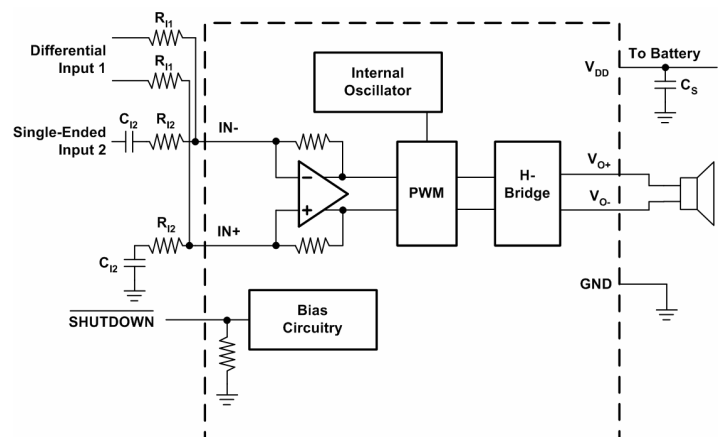 R_I1
Differential
Input 1
R_I1
C_I2
R_I2
Single-Ended
Input 2
IN-
R_I2
IN+
C_I2
SHUTDOWN
Internal
Oscillator
−
+
PWM
H-
Bridge
Bias
Circuitry
V_DD
To Battery
C_S
V_O+
V_O-
GND